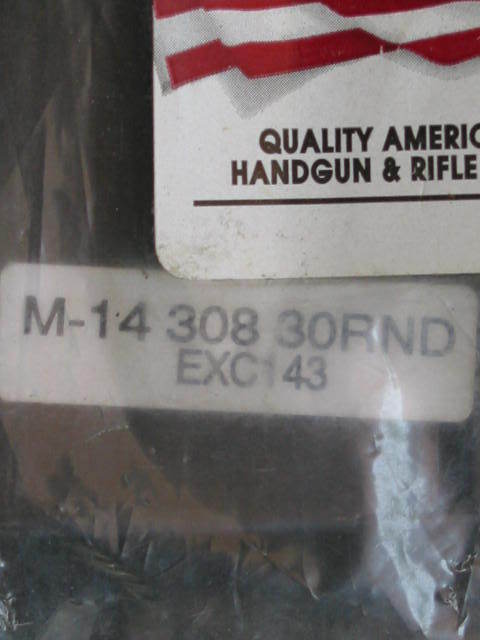 QUALITY AMERIC
HANDGUN & RIFLE
M-14 308 30RND
EXC143